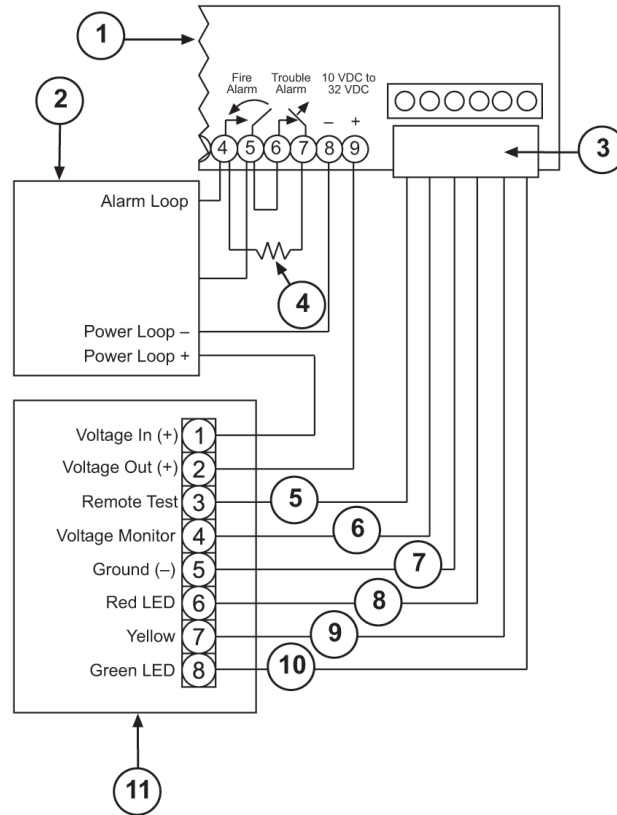 1
Fire
Alarm
Trouble
Alarm
10 VDC to
32 VDC
– +
4 5 6 7 8 9
2
3
Alarm Loop
4
Power Loop –
Power Loop +
Voltage In (+) 1
Voltage Out (+) 2
Remote Test 3 5
Voltage Monitor 4 6
Ground (–) 5 7
Red LED 6 8
Yellow 7 9
Green LED 8 10
11